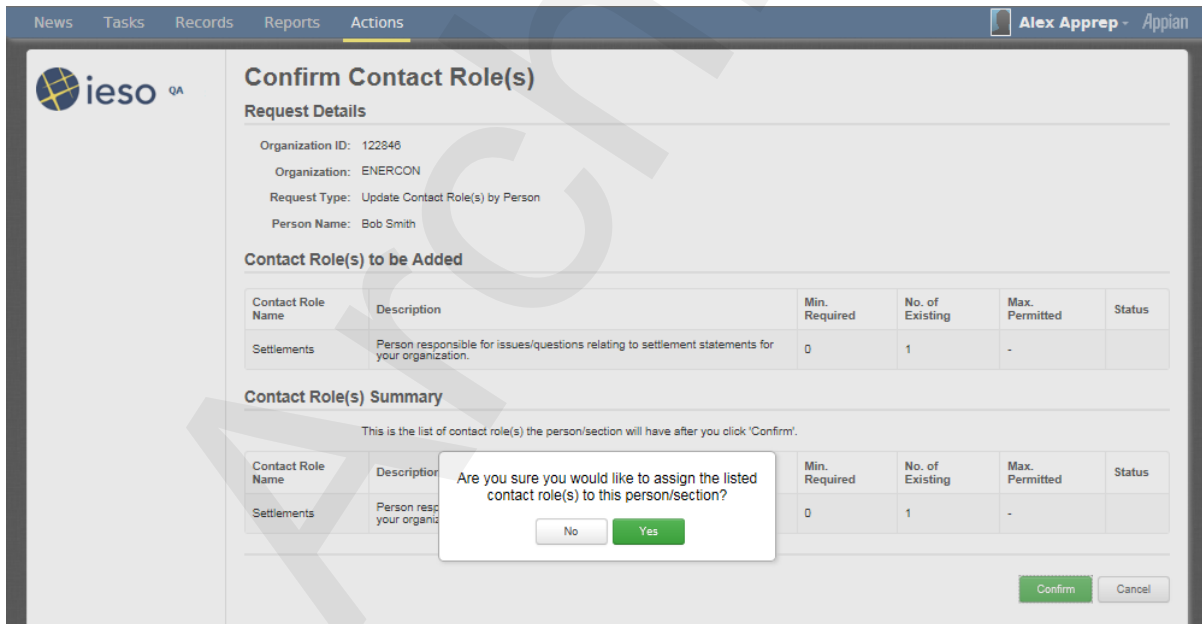 News Tasks Records Reports Actions Alex Apprep - Appian
ieso QA
Confirm Contact Role(s)
Request Details
Organization ID: 122846
Organization: ENERCON
Request Type: Update Contact Role(s) by Person
Person Name: Bob Smith
Contact Role(s) to be Added
Contact Role Name Description Min. Required No. of Existing Max. Permitted Status
Settlements Person responsible for issues/questions relating to settlement statements for your organization. 0 1 -
Contact Role(s) Summary
This is the list of contact role(s) the person/section will have after you click 'Confirm'.
Contact Role Name Description Min. Required No. of Existing Max. Permitted Status
Settlements Person resp
your organiz 0 1 -
Are you sure you would like to assign the listed
contact role(s) to this person/section?
No Yes
Confirm Cancel